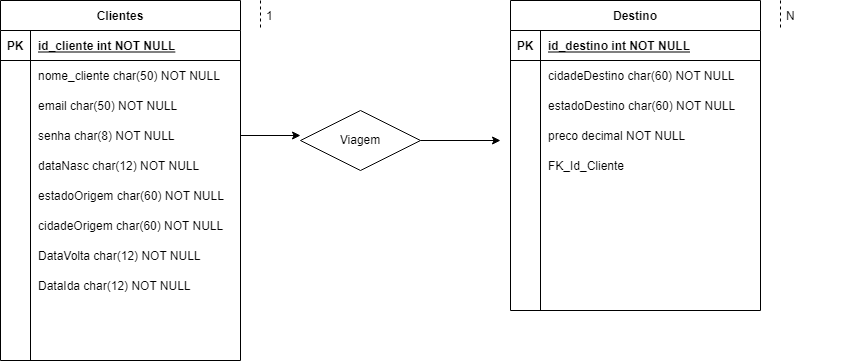 Clientes
PK id_cliente int NOT NULL
nome_cliente char(50) NOT NULL
email char(50) NOT NULL
senha char(8) NOT NULL
dataNasc char(12) NOT NULL
estadoOrigem char(60) NOT NULL
cidadeOrigem char(60) NOT NULL
DataVolta char(12) NOT NULL
DataIda char(12) NOT NULL
1
Viagem
Destino
PK id_destino int NOT NULL
cidadeDestino char(60) NOT NULL
estadoDestino char(60) NOT NULL
preco decimal NOT NULL
FK_Id_Cliente
N